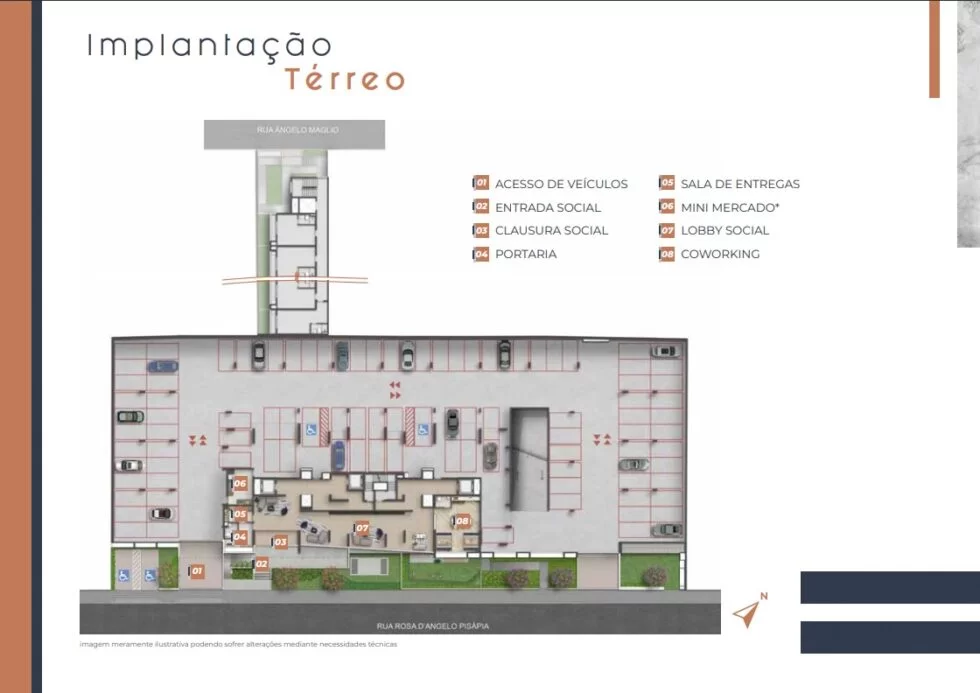 Implantação
Térreo
RUA ÂNGELO MAGLIO
01 ACESSO DE VEÍCULOS
02 ENTRADA SOCIAL
03 CLAUSURA SOCIAL
04 PORTARIA
05 SALA DE ENTREGAS
06 MINI MERCADO*
07 LOBBY SOCIAL
08 COWORKING
06
05
04
03
07
08
02
01
N
RUA ROSA D'ANGELO PISÀPIA
imagem meramente ilustrativa podendo sofrer alterações mediante necessidades técnicas